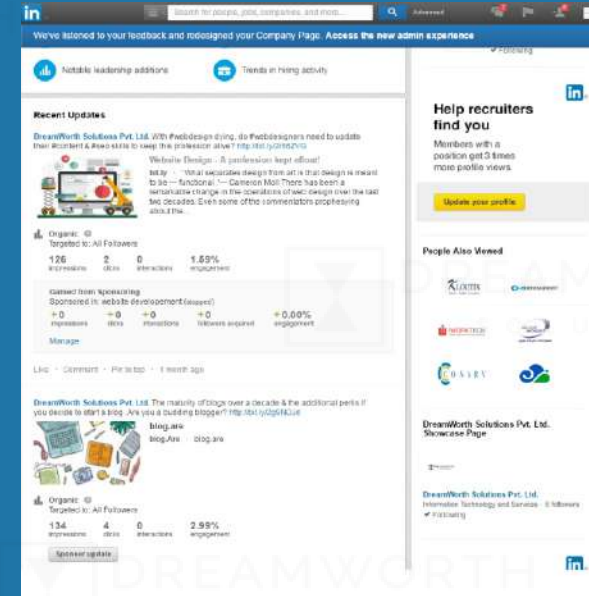 in
Search for people, jobs, companies, and more...
Advanced
We've listened to your feedback and redesigned your Company Page. Access the new admin experience
Notable leadership additions
Trends in hiring activity
Recent Updates
DreamWorth Solutions Pvt. Ltd. With #webdesign dying, do #webdesigners need to update
their #content & #seo skills to keep this profession alive?
Website Design - A profession kept afloat!
bit.ly · "What separates design from art is that design is meant
to be — functional."— Cameron Moll There has been a
remarkable change in the operations of web design over the last
two decades. Even some of the commentators prophesying
about the...
Organic
Targeted to: All Followers
126 2 0 1.59%
impressions clicks interactions engagement
Gained from Sponsoring
Sponsored in: website developement (stopped)
+0 +0 +0 +0 +0.00%
impressions clicks interactions followers acquired engagement
Manage
Like · Comment · Pin to top · 1 month ago
DreamWorth Solutions Pvt. Ltd. The maturity of blogs over a decade & the additional perks if
you decide to start a blog. Are you a budding blogger?
blog.are
blog.Are · blog.are
Organic
Targeted to: All Followers
134 4 0 2.99%
impressions clicks interactions engagement
Sponsor update
Following
in
Help recruiters
find you
Members with a
position get 3 times
more profile views.
Update your profile
People Also Viewed
DreamWorth Solutions Pvt. Ltd.
Showcase Page
DreamWorth Solutions Pvt. Ltd.
Information Technology and Services · 0 followers
Following
in
DREAMWORTH